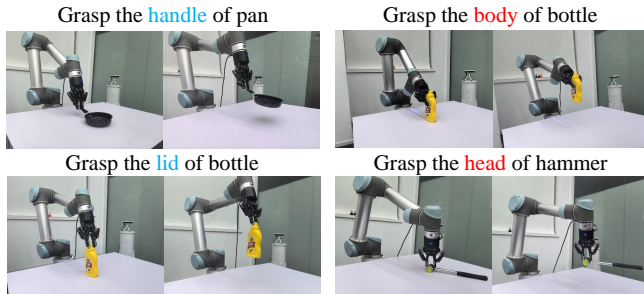 Grasp the handle of pan
Grasp the body of bottle
Grasp the lid of bottle
Grasp the head of hammer